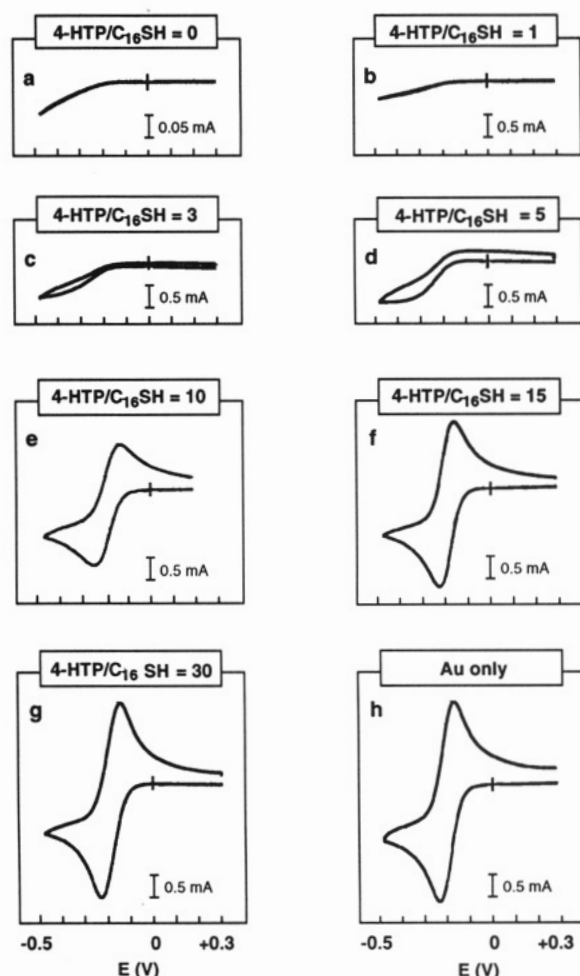 4-HTP/C₁₆SH = 0
a
0.05 mA
4-HTP/C₁₆SH = 1
b
0.5 mA
4-HTP/C₁₆SH = 3
c
0.5 mA
4-HTP/C₁₆SH = 5
d
0.5 mA
4-HTP/C₁₆SH = 10
e
0.5 mA
4-HTP/C₁₆SH = 15
f
0.5 mA
4-HTP/C₁₆ SH = 30
g
0.5 mA
-0.5 0 +0.3
E (V)
Au only
h
0.5 mA
-0.5 0 +0.3
E (V)